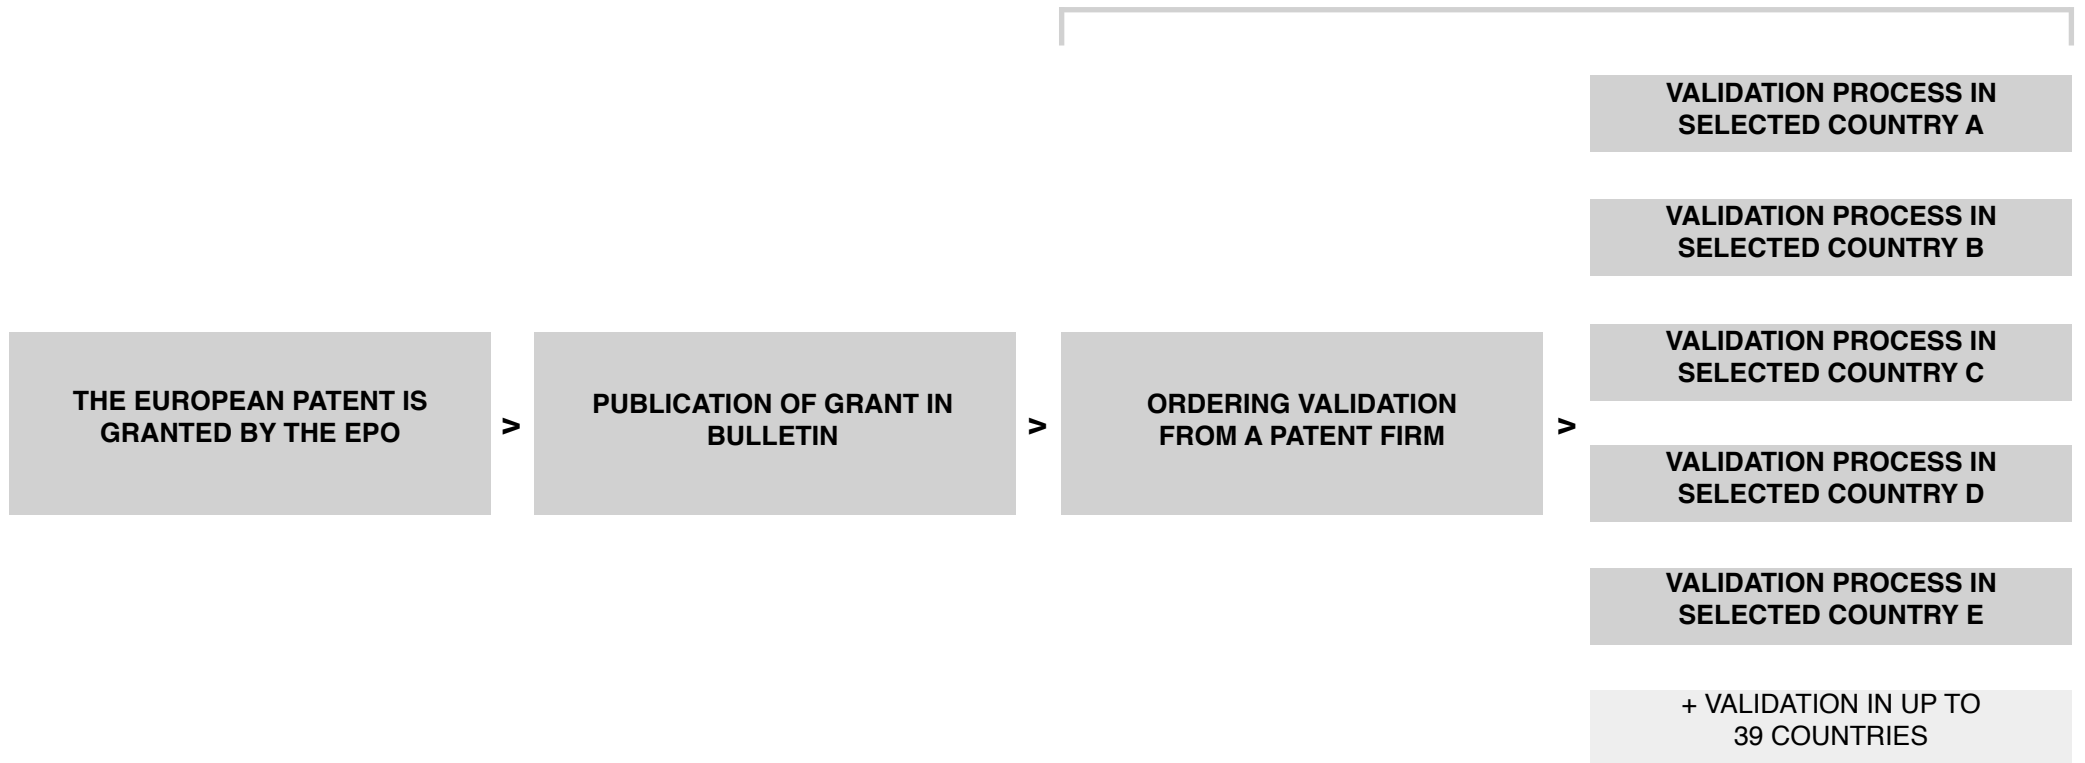 THE EUROPEAN PATENT IS
GRANTED BY THE EPO
>
PUBLICATION OF GRANT IN
BULLETIN
>
ORDERING VALIDATION
FROM A PATENT FIRM
>
VALIDATION PROCESS IN
SELECTED COUNTRY A
VALIDATION PROCESS IN
SELECTED COUNTRY B
VALIDATION PROCESS IN
SELECTED COUNTRY C
VALIDATION PROCESS IN
SELECTED COUNTRY D
VALIDATION PROCESS IN
SELECTED COUNTRY E
+ VALIDATION IN UP TO
39 COUNTRIES